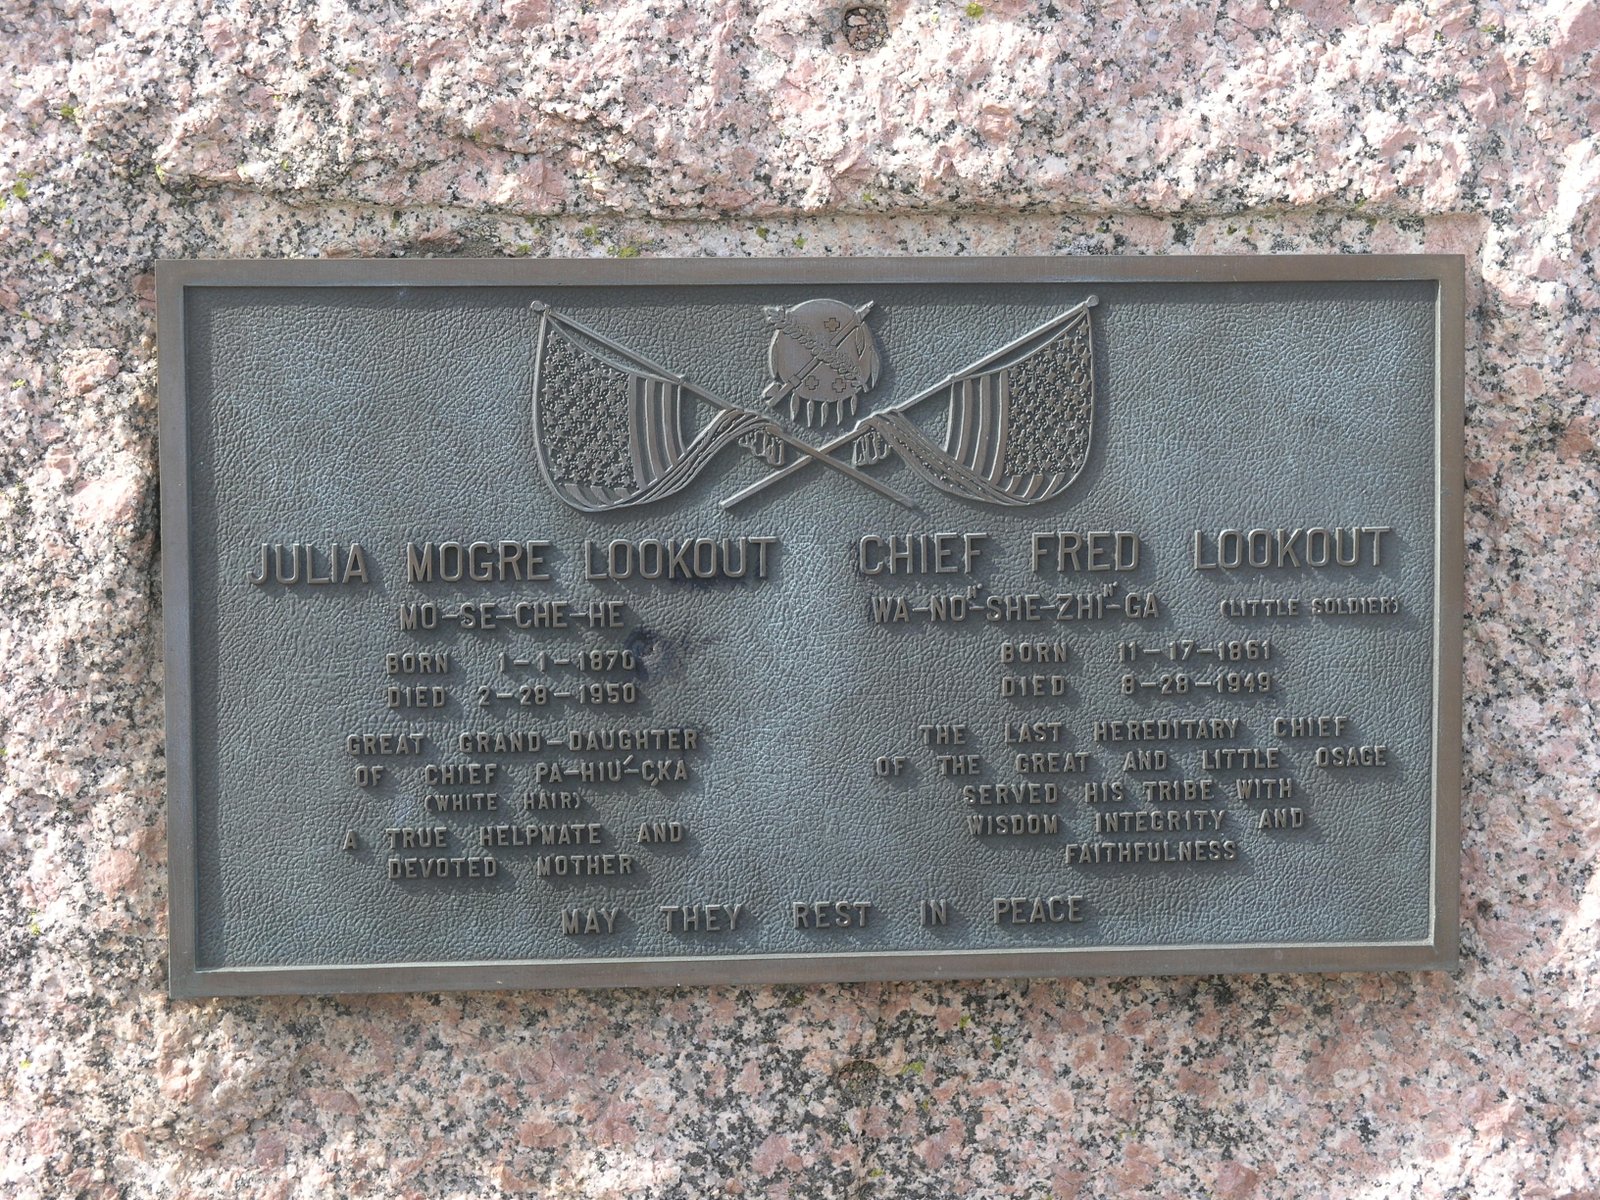 JULIA MOGRE LOOKOUT
MO-SE-CHE-HE
BORN 1-1-1870
DIED 2-28-1950
GREAT GRAND-DAUGHTER
OF CHIEF PA-HIU´-ÇKA
(WHITE HAIR)
A TRUE HELPMATE AND
DEVOTED MOTHER
CHIEF FRED LOOKOUT
WA-NOᴺ-SHE-ZHIᴺ-GA (LITTLE SOLDIER)
BORN 11-17-1861
DIED 8-28-1949
THE LAST HEREDITARY CHIEF
OF THE GREAT AND LITTLE OSAGE
SERVED HIS TRIBE WITH
WISDOM INTEGRITY AND
FAITHFULNESS
MAY THEY REST IN PEACE